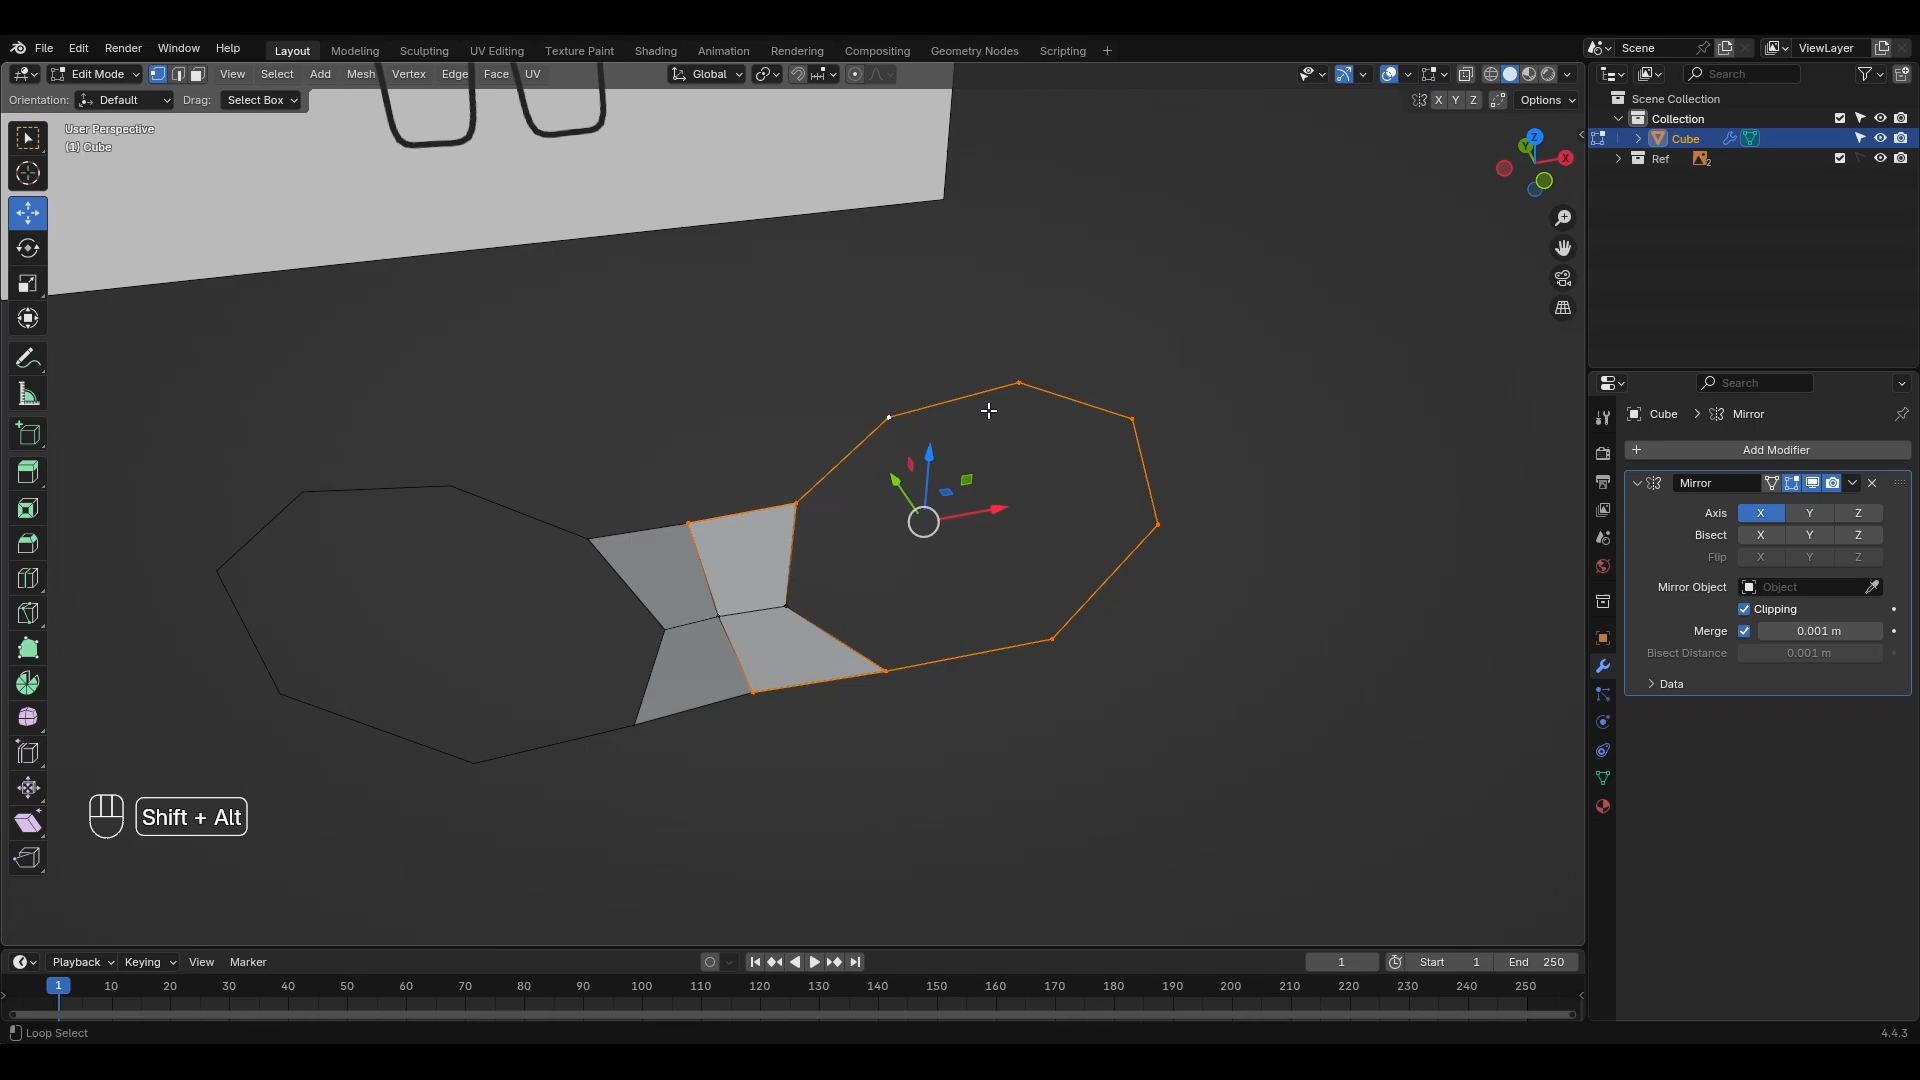 File Edit Render Window Help Layout Modeling Sculpting UV Editing Texture Paint Shading Animation Rendering Compositing Geometry Nodes Scripting + Scene ViewLayer
Edit Mode View Select Add Mesh Vertex Edge Face UV Global Search
Orientation: Default Drag: Select Box X Y Z Options Scene Collection
User Perspective
(1) Cube
Collection
Cube
Ref 2
Z
Y
X
Search
Cube > Mirror
+ Add Modifier
Mirror
Axis X Y Z
Bisect X Y Z
Flip X Y Z
Mirror Object Object
Clipping
Merge 0.001 m
Bisect Distance 0.001 m
Data
Shift + Alt
Playback Keying View Marker 1 Start 1 End 250
1 10 20 30 40 50 60 70 80 90 100 110 120 130 140 150 160 170 180 190 200 210 220 230 240 250
Loop Select 4.4.3